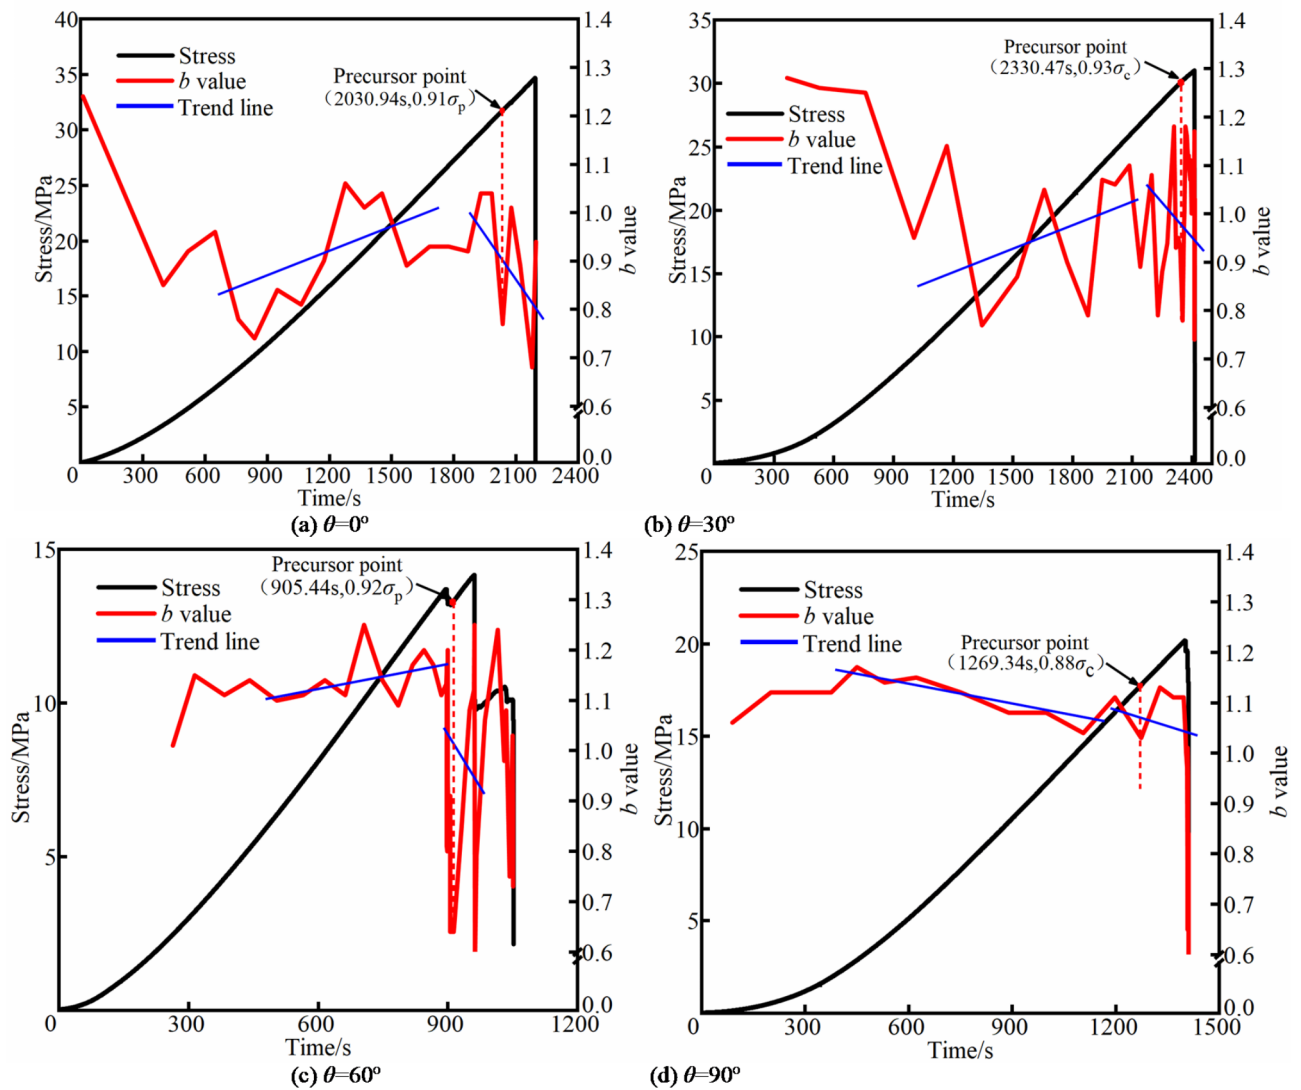 40
35
30
25
20
15
10
5
Stress/MPa
Stress
b value
Trend line
Precursor point
(2030.94s,0.91σp)
1.4
1.3
1.2
1.1
1.0
0.9
0.8
0.7
0.6
0.0
b value
0 300 600 900 1200 1500 1800 2100 2400
Time/s
(a) θ=0°
35
30
25
20
15
10
5
Stress/MPa
Stress
b value
Trend line
Precursor point
(2330.47s,0.93σc)
1.4
1.3
1.2
1.1
1.0
0.9
0.8
0.7
0.6
0.0
b value
0 300 600 900 1200 1500 1800 2100 2400
Time/s
(b) θ=30°
15
10
5
Stress/MPa
Stress
b value
Trend line
Precursor point
(905.44s,0.92σp)
1.4
1.3
1.2
1.1
1.0
0.9
0.8
0.7
0.6
0.0
b value
0 300 600 900 1200
Time/s
(c) θ=60°
25
20
15
10
5
Stress/MPa
Stress
b value
Trend line
Precursor point
(1269.34s,0.88σc)
1.4
1.3
1.2
1.1
1.0
0.9
0.8
0.7
0.6
0.0
b value
0 300 600 900 1200 1500
Time/s
(d) θ=90°